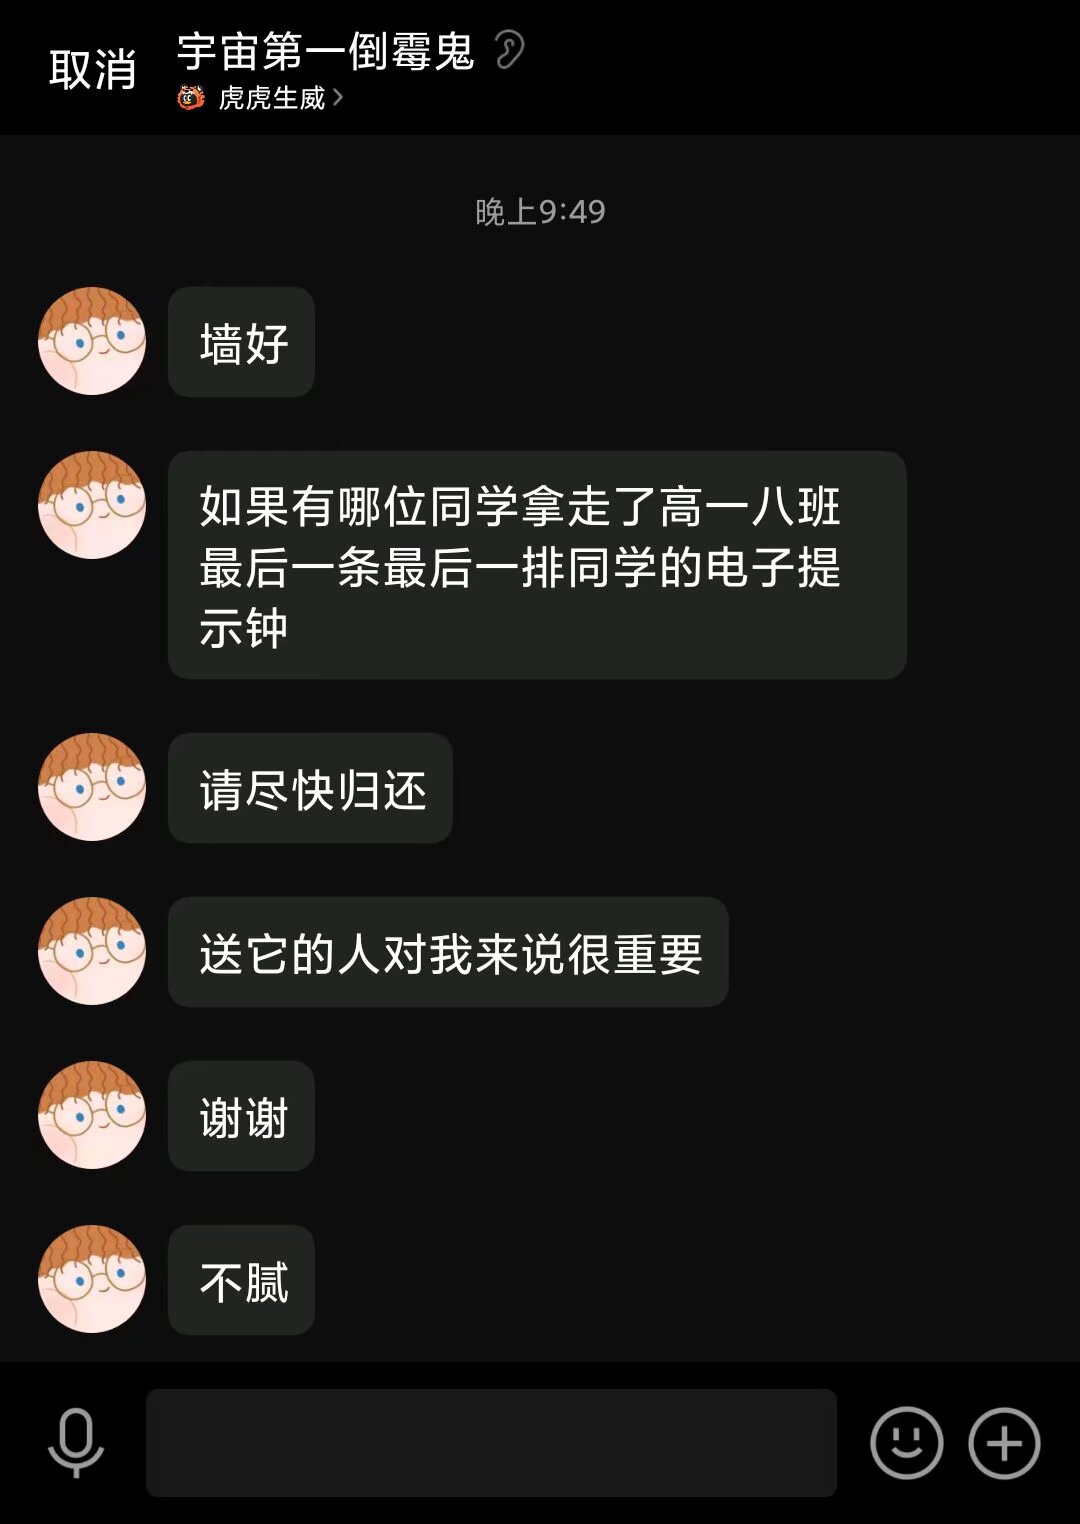 取消
宇宙第一倒霉鬼
虎虎生威
晚上9:49
墙好
如果有哪位同学拿走了高一八班
最后一条最后一排同学的电子提
示钟
请尽快归还
送它的人对我来说很重要
谢谢
不腻